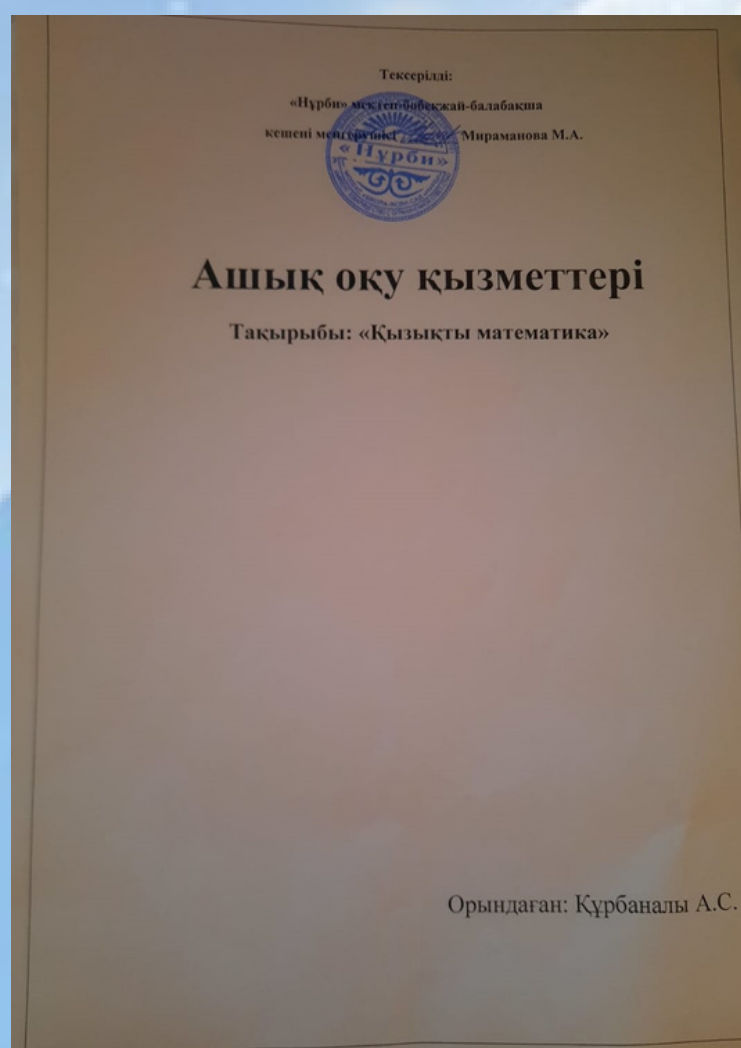 Тексерілді:
«Нұрби» мектеп-бөбекжай-балабақша
кешені меңгерушісі Мираманова М.А.
«Нұрби»
Ашық оқу қызметтері
Тақырыбы: «Қызықты математика»
Орындаған: Құрбаналы А.С.